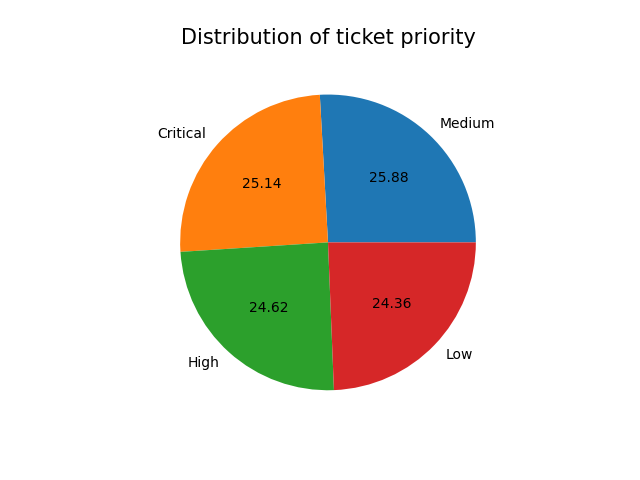 Distribution of ticket priority
Medium
Critical
25.88
25.14
24.62
24.36
Low
High